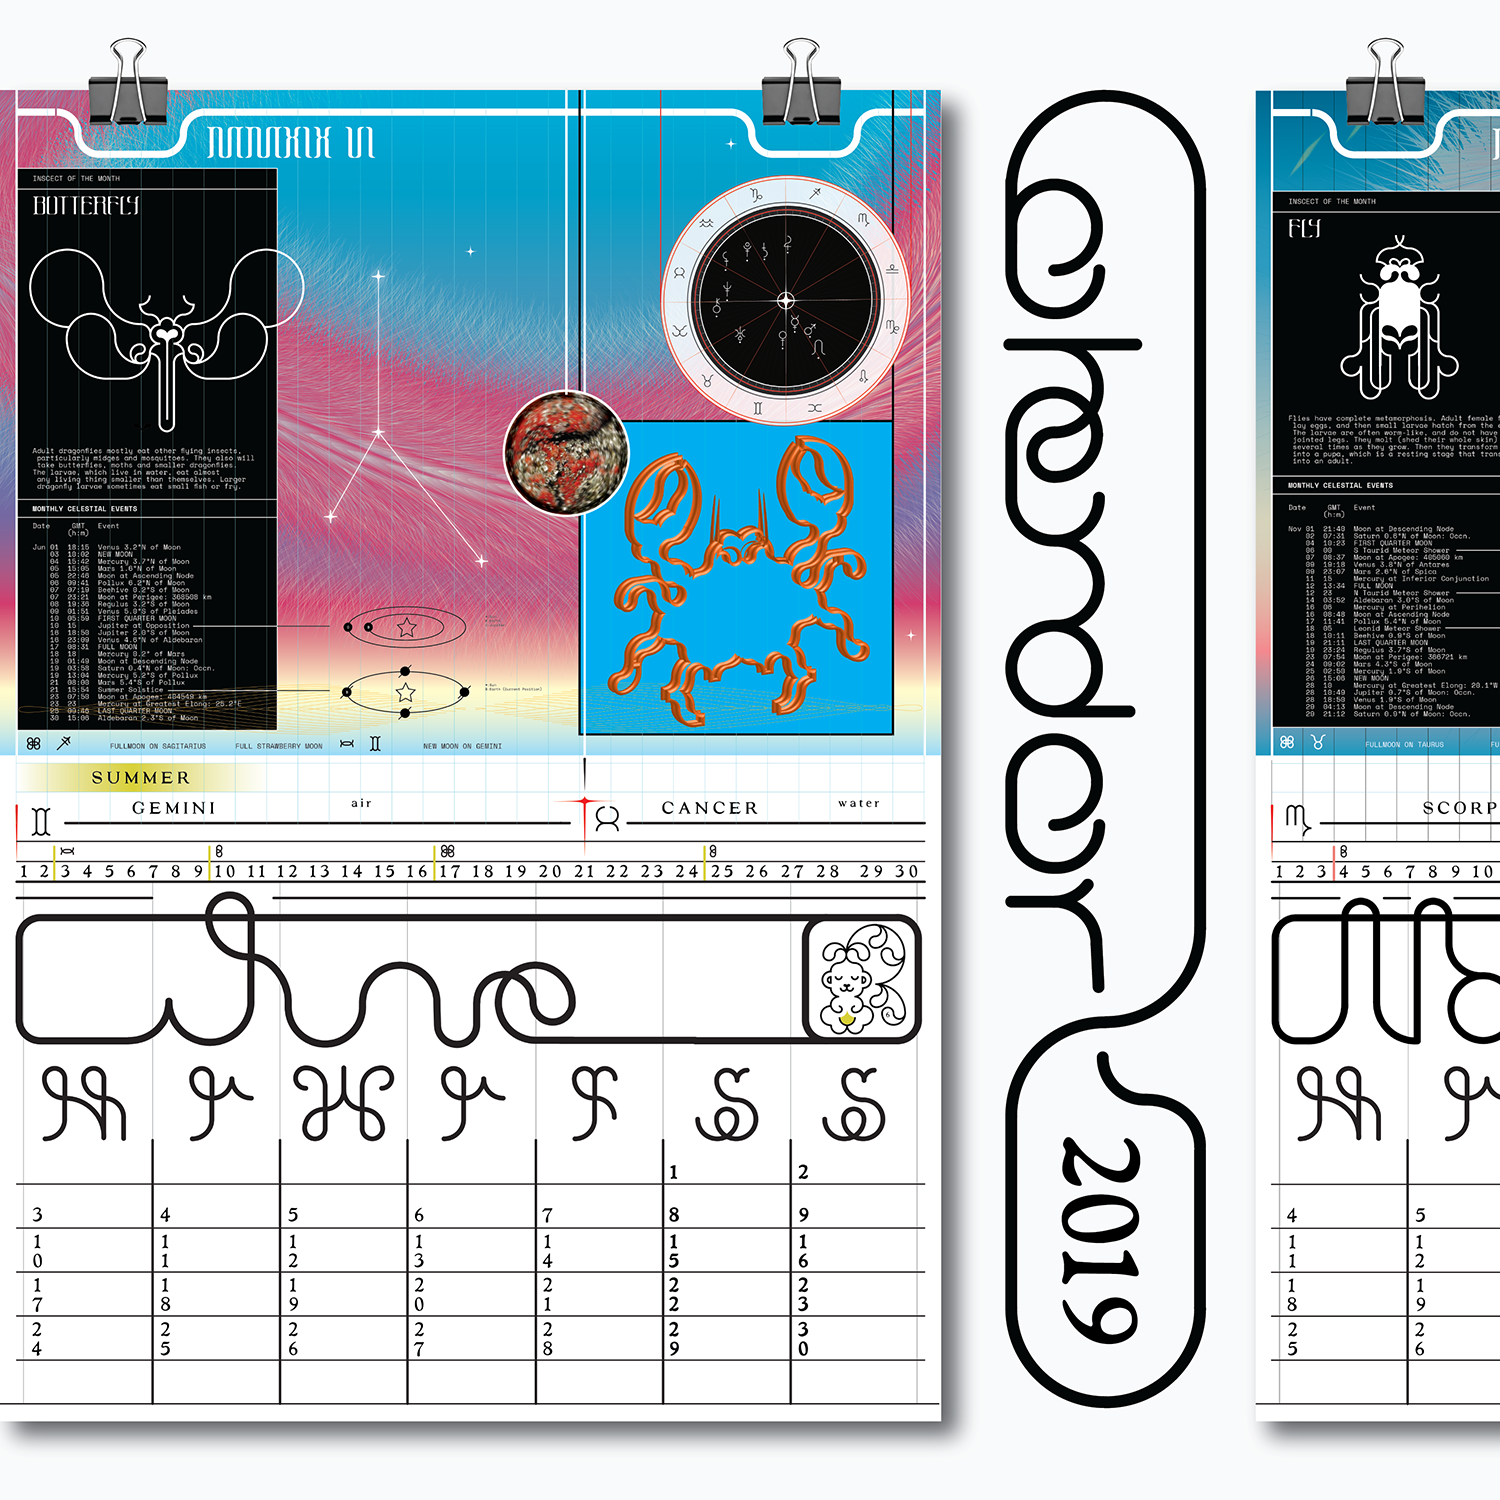 MMXIX VI
INSCECT OF THE MONTH
BOTTERFLY
Adult dragonflies mostly eat other flying insects,
particularly midges and mosquitoes. They also will
take butterflies, moths and smaller dragonflies.
The larvae, which live in water, eat almost
any living thing smaller than themselves. Larger
dragonfly larvae sometimes eat small fish or fry.
MONTHLY CELESTIAL EVENTS
Date GMT Event
(h:m)
Jun 01 18:15 Venus 3.2°N of Moon
03 10:02 NEW MOON
04 15:42 Mercury 3.7°N of Moon
05 15:05 Mars 1.6°N of Moon
05 22:46 Moon at Ascending Node
06 09:41 Pollux 6.2°N of Moon
07 07:19 Beehive 0.2°S of Moon
07 23:21 Moon at Perigee: 368508 km
08 19:36 Regulus 3.2°S of Moon
09 01:51 Venus 5.0°S of Pleiades
10 05:59 FIRST QUARTER MOON
10 15 Jupiter at Opposition
16 18:50 Jupiter 2.0°S of Moon
16 23:09 Venus 4.8°N of Aldebaran
17 08:31 FULL MOON
18 18 Mercury 0.2° of Mars
19 01:49 Moon at Descending Node
19 03:58 Saturn 0.4°N of Moon: Occn.
19 13:04 Mercury 5.2°S of Pollux
21 08:00 Mars 5.4°S of Pollux
21 15:54 Summer Solstice
23 07:50 Moon at Apogee: 404548 km
23 23 Mercury at Greatest Elong: 25.2°E
25 09:46 LAST QUARTER MOON
30 15:06 Aldebaran 2.3°S of Moon
FULLMOON ON SAGITARIUS FULL STRAWBERRY MOON NEW MOON ON GEMINI
SUMMER
GEMINI air CANCER water
1 2 3 4 5 6 7 8 9 10 11 12 13 14 15 16 17 18 19 20 21 22 23 24 25 26 27 28 29 30
June
M T W T F S S
1 2
3 4 5 6 7 8 9
10 11 12 13 14 15 16
17 18 19 20 21 22 23
24 25 26 27 28 29 30
calendar
2019
INSCECT OF THE MONTH
FLY
Flies have complete metamorphosis. Adult female f
lay eggs, and then small larvae hatch from the e
The larvae are often worm-like, and do not have
jointed legs. They molt (shed their whole skin)
several times as they grow. Then they transform
into a pupa, which is a resting stage that tran
into an adult.
MONTHLY CELESTIAL EVENTS
Date GMT Event
(h:m)
Nov 01 21:40 Moon at Descending Node
02 07:31 Saturn 0.6°N of Moon: Occn.
04 10:23 FIRST QUARTER MOON
06 00 S Taurid Meteor Shower
07 08:37 Moon at Apogee: 405060 km
09 19:18 Venus 3.8°N of Antares
09 23:07 Mars 2.6°N of Spica
11 15 Mercury at Inferior Conjunction
12 13:34 FULL MOON
12 23 N Taurid Meteor Shower
14 03:52 Aldebaran 3.0°S of Moon
16 06 Mercury at Perihelion
16 08:48 Moon at Ascending Node
17 11:41 Pollux 5.4°N of Moon
18 05 Leonid Meteor Shower
18 18:11 Beehive 0.9°S of Moon
19 21:11 LAST QUARTER MOON
19 23:24 Regulus 3.7°S of Moon
23 07:54 Moon at Perigee: 366721 km
24 09:02 Mars 4.3°S of Moon
25 02:50 Mercury 1.9°S of Moon
26 15:06 NEW MOON
28 10 Mercury at Greatest Elong: 20.1°W
28 10:49 Jupiter 0.7°S of Moon: Occn.
28 18:50 Venus 1.9°S of Moon
29 04:13 Moon at Descending Node
29 21:12 Saturn 0.9°N of Moon: Occn.
FULLMOON ON TAURUS FU
SCORP
1 2 3 4 5 6 7 8 9 10
M T
4 5
11 12
18 19
25 26